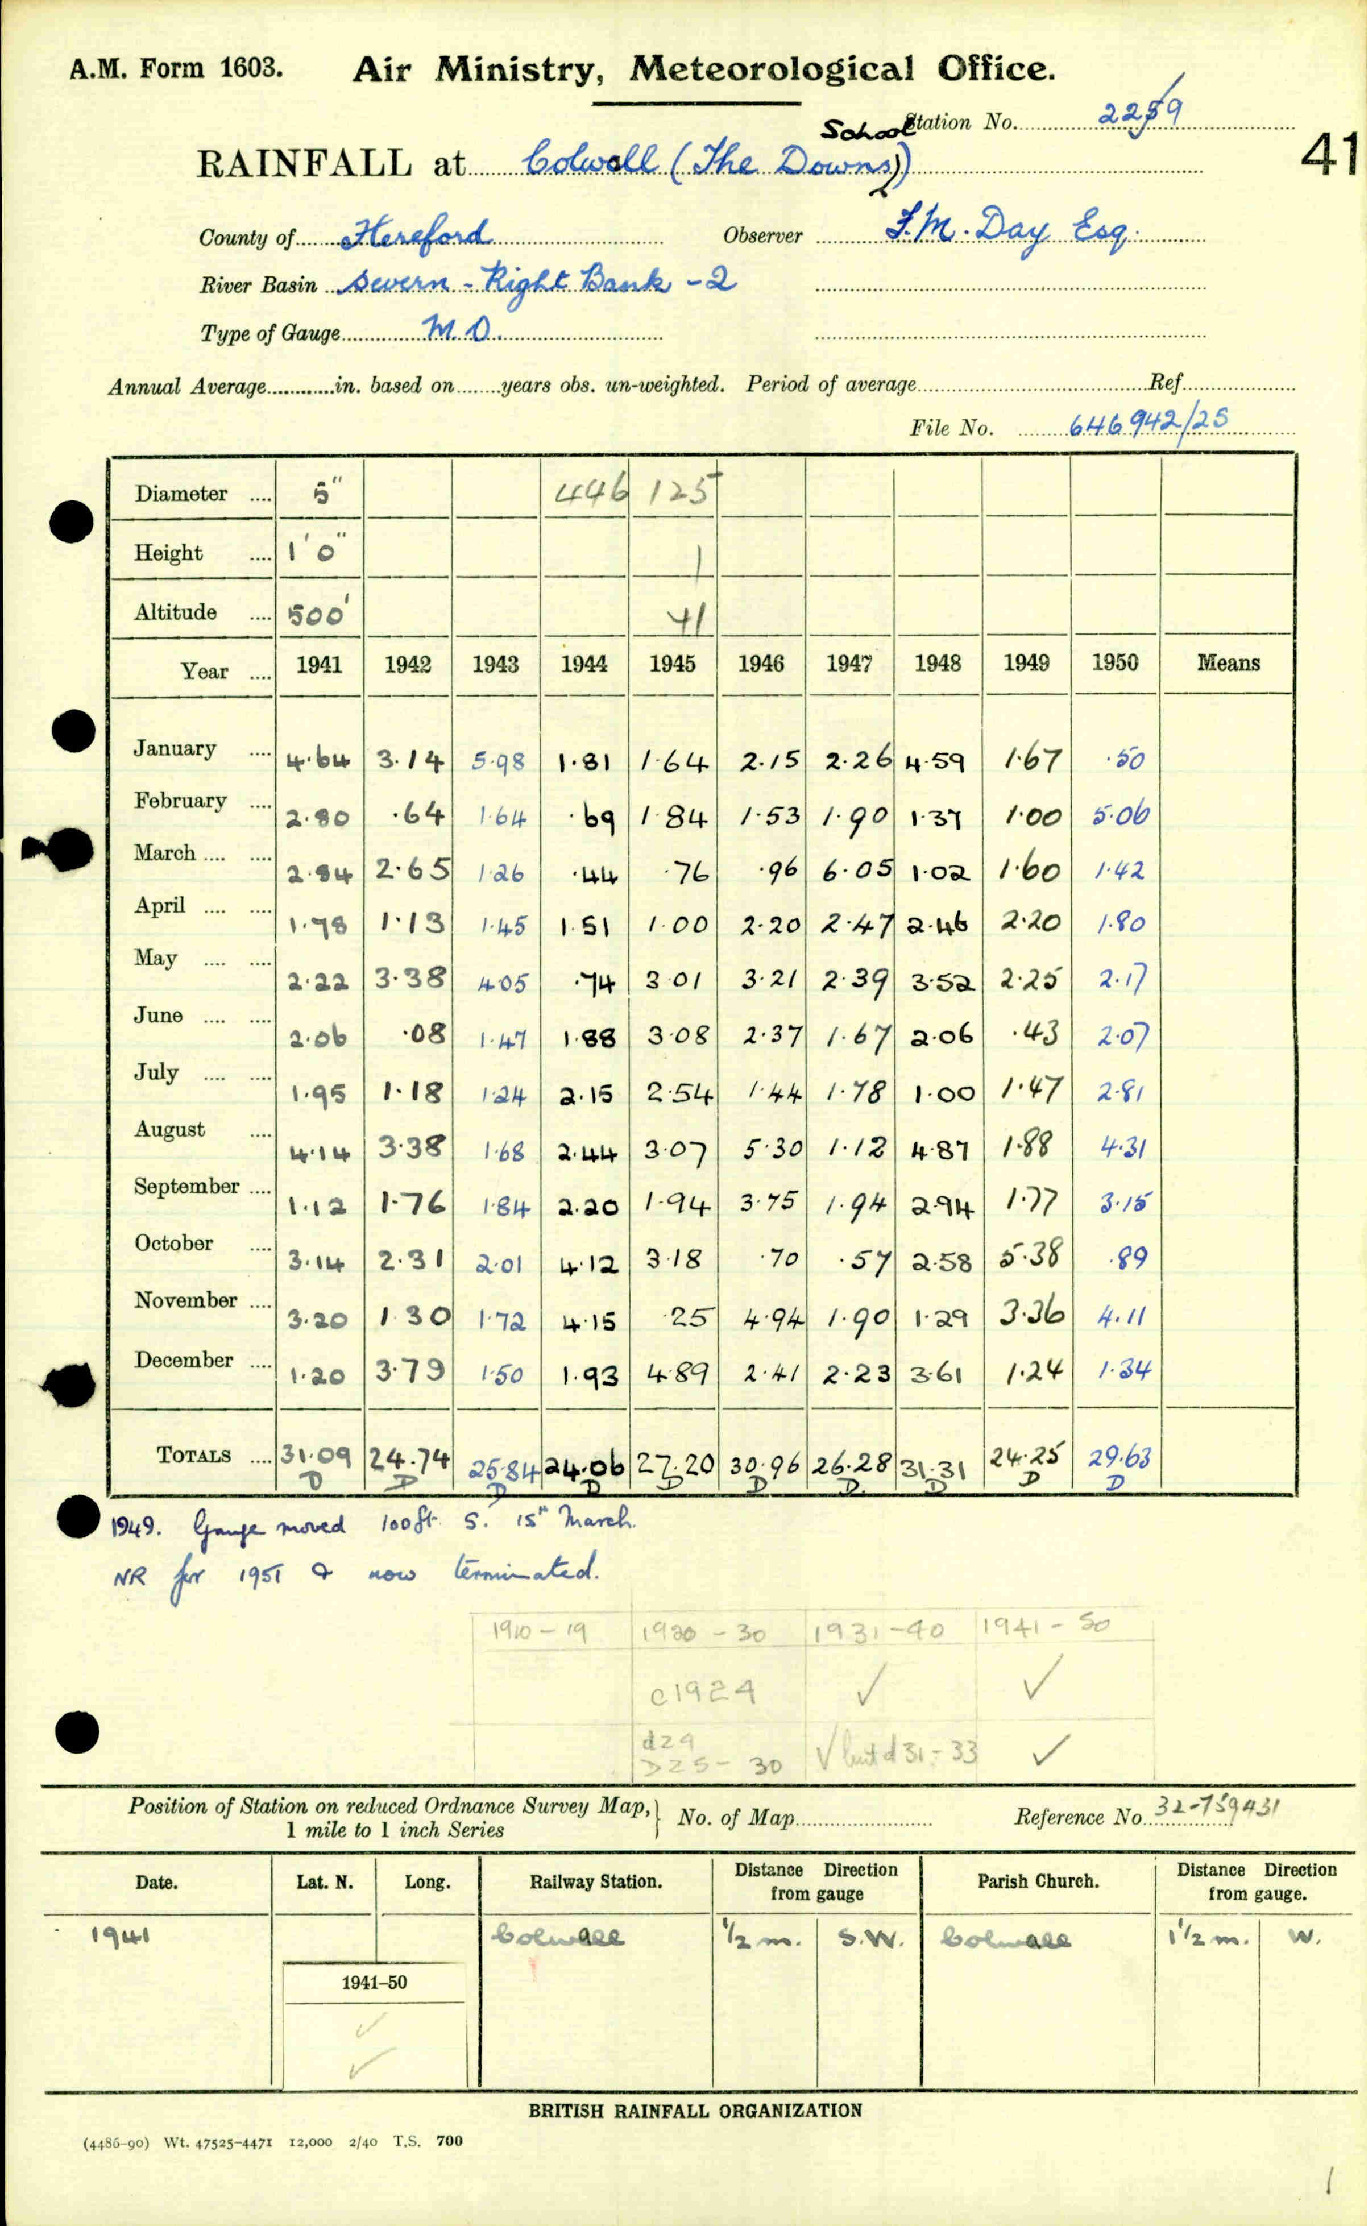 A.M. Form 1603. Air Ministry, Meteorological Office.
Station No. 2259
School
41
RAINFALL at Colwall (The Downs)
County of Hereford Observer F.M. Day Esq.
River Basin Severn - Right Bank - 2
Type of Gauge M.O.
Annual Average in. based on years obs. un-weighted. Period of average Ref
File No. 646942/25
Diameter 5" 446 125
Height 1'0" 1
Altitude 500' 41
Year 1941 1942 1943 1944 1945 1946 1947 1948 1949 1950 Means
January 4.64 3.14 5.98 1.81 1.64 2.15 2.26 4.59 1.67 .50
February 2.80 .64 1.64 .69 1.84 1.53 1.90 1.37 1.00 5.06
March 2.84 2.65 1.26 .44 .76 .96 6.05 1.02 1.60 1.42
April 1.78 1.13 1.45 1.51 1.00 2.20 2.47 2.46 2.20 1.80
May 2.22 3.38 4.05 .74 3.01 3.21 2.39 3.52 2.25 2.17
June 2.06 .08 1.47 1.88 3.08 2.37 1.67 2.06 .43 2.07
July 1.95 1.18 1.24 2.15 2.54 1.44 1.78 1.00 1.47 2.81
August 4.14 3.38 1.68 2.44 3.07 5.30 1.12 4.87 1.88 4.31
September 1.12 1.76 1.84 2.20 1.94 3.75 1.94 2.94 1.77 3.15
October 3.14 2.31 2.01 4.12 3.18 .70 .57 2.58 5.38 .89
November 3.20 1.30 1.72 4.15 .25 4.94 1.90 1.29 3.36 4.11
December 1.20 3.79 1.50 1.93 4.89 2.41 2.23 3.61 1.24 1.34
TOTALS 31.09 24.74 25.84 24.06 27.20 30.96 26.28 31.31 24.25 29.63
D D D D D D D D D D
1949. Gauge moved 100ft. S. 15th March.
NR for 1951 & now terminated.
1910-19 1920-30 1931-40 1941-50
c1924 ✓ ✓
d29
>25-30 ✓ but d 31-33 ✓
Position of Station on reduced Ordnance Survey Map, No. of Map Reference No. 32-759431
1 mile to 1 inch Series
Date. Lat. N. Long. Railway Station. Distance Direction from gauge Parish Church. Distance Direction from gauge.
1941 Colwall 1/2 m. S.W. Colwall 1 1/2 m. W.
1941–50
✓
✓
BRITISH RAINFALL ORGANIZATION
(4486-90) Wt. 47525-4471 12,000 2/40 T.S. 700
1